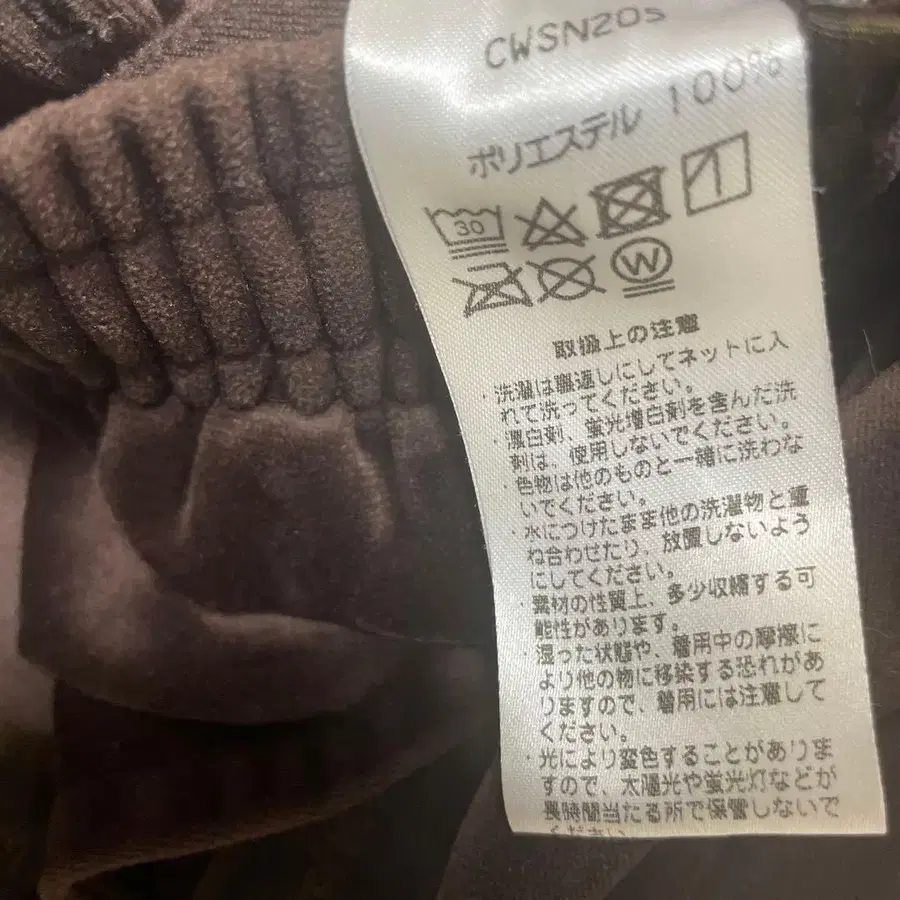 CWSN20S
ポリエステル 100%
30
W
取扱上の注意
・洗濯は裏返しにしてネットに入
れて洗ってください。
・漂白剤、蛍光増白剤を含んだ洗
剤は、使用しないでください。
・色物は他のものと一緒に洗わな
いでください。
・水につけたまま他の洗濯物と重
ね合わせたり、放置しないよう
にしてください。
・素材の性質上、多少収縮する可
能性があります。
・湿った状態や、着用中の摩擦に
より他の物に移染する恐れがあ
りますので、着用には注意して
ください。
・光により変色することがありま
すので、太陽光や蛍光灯などが
長時間当たる所で保管しないで
ください。